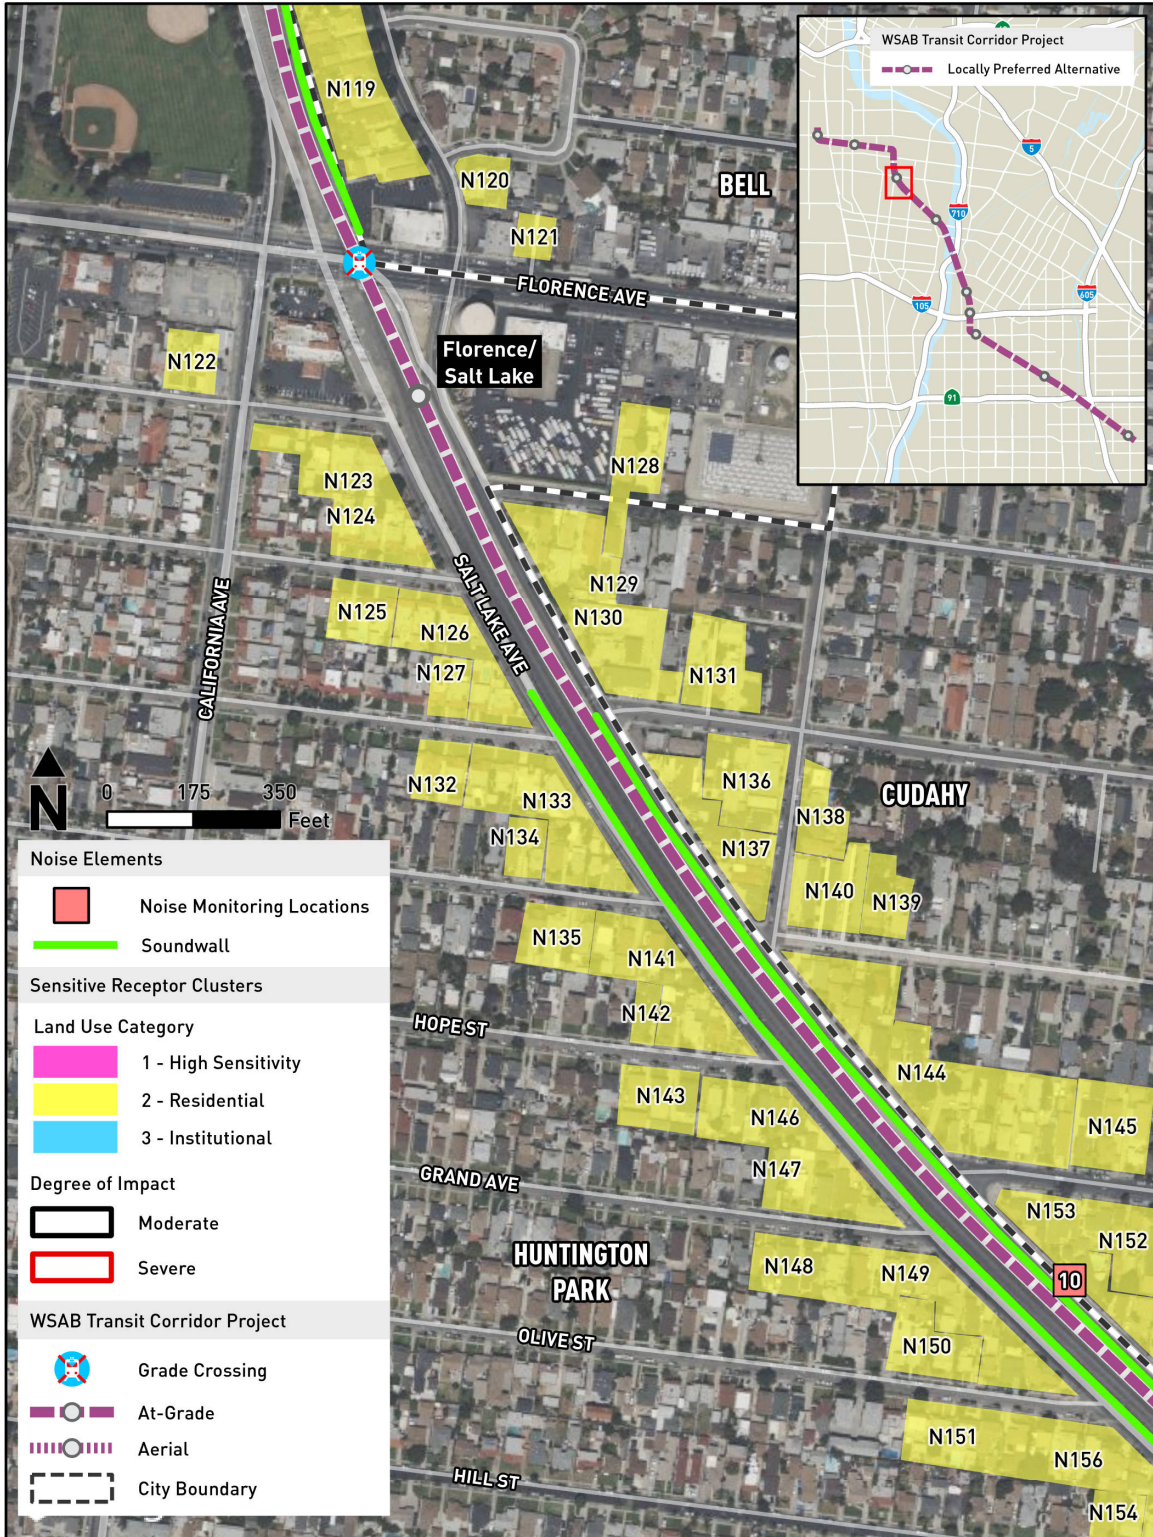 WSAB Transit Corridor Project
Locally Preferred Alternative
5
710
105
605
91
N119
N120
BELL
N121
FLORENCE AVE
N122
Florence/
Salt Lake
N128
N123
N124
SALT LAKE AVE
N129
N125
N130
N126
N127
N131
CALIFORNIA AVE
N
0 175 350
Feet
N132
N133
N136
CUDAHY
N134
N138
N137
N140
N139
N135
N141
N142
HOPE ST
N144
N143
N146
N145
N147
GRAND AVE
N153
N152
HUNTINGTON
PARK
N148
N149
10
OLIVE ST
N150
N151
N156
HILL ST
N154
Noise Elements
Noise Monitoring Locations
Soundwall
Sensitive Receptor Clusters
Land Use Category
1 - High Sensitivity
2 - Residential
3 - Institutional
Degree of Impact
Moderate
Severe
WSAB Transit Corridor Project
Grade Crossing
At-Grade
Aerial
City Boundary